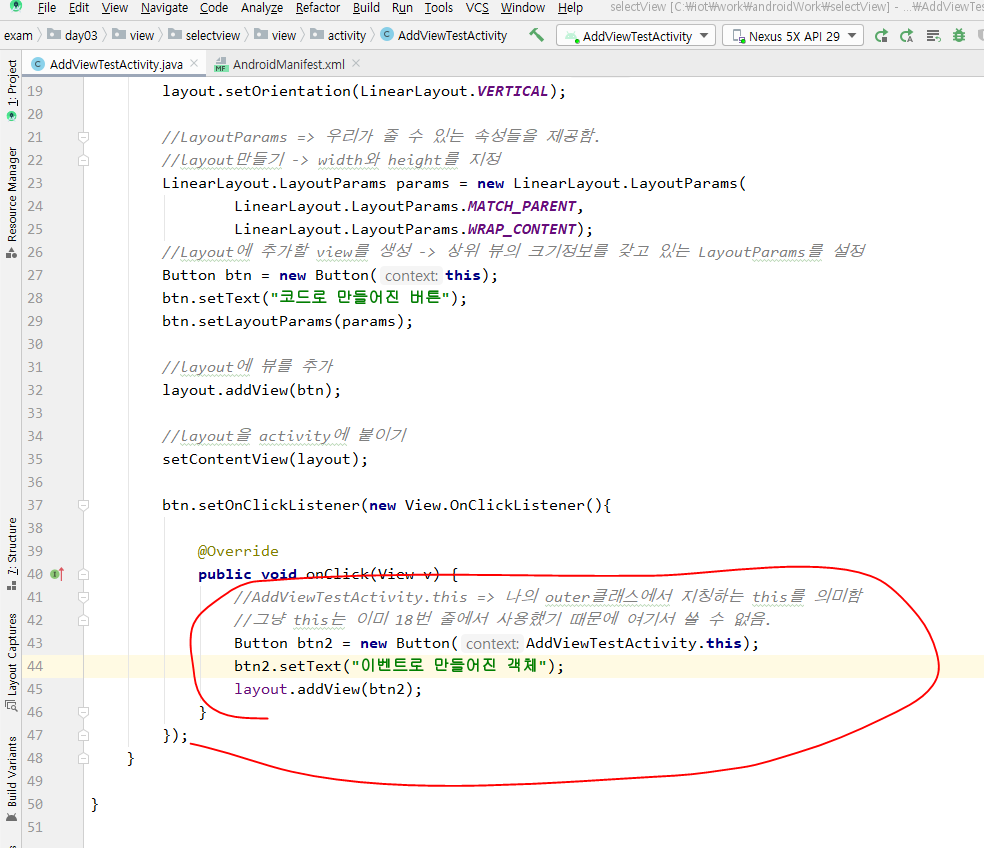 File Edit View Navigate Code Analyze Refactor Build Run Tools VCS Window Help selectView [C:₩iot₩work₩androidWork₩selectView] - ...₩AddViewTes
exam day03 view selectview view activity AddViewTestActivity AddViewTestActivity Nexus 5X API 29
AddViewTestActivity.java AndroidManifest.xml
1: Project
Resource Manager
7: Structure
Layout Captures
Build Variants
19 layout.setOrientation(LinearLayout.VERTICAL);
20
21 //LayoutParams => 우리가 줄 수 있는 속성들을 제공함.
22 //layout만들기 -> width와 height를 지정
23 LinearLayout.LayoutParams params = new LinearLayout.LayoutParams(
24 LinearLayout.LayoutParams.MATCH_PARENT,
25 LinearLayout.LayoutParams.WRAP_CONTENT);
26 //Layout에 추가할 view를 생성 -> 상위 뷰의 크기정보를 갖고 있는 LayoutParams를 설정
27 Button btn = new Button( context: this);
28 btn.setText("코드로 만들어진 버튼");
29 btn.setLayoutParams(params);
30
31 //layout에 뷰를 추가
32 layout.addView(btn);
33
34 //layout을 activity에 붙이기
35 setContentView(layout);
36
37 btn.setOnClickListener(new View.OnClickListener(){
38
39 @Override
40 public void onClick(View v) {
41 //AddViewTestActivity.this => 나의 outer클래스에서 지칭하는 this를 의미함
42 //그냥 this는 이미 18번 줄에서 사용했기 때문에 여기서 쓸 수 없음.
43 Button btn2 = new Button( context: AddViewTestActivity.this);
44 btn2.setText("이벤트로 만들어진 객체");
45 layout.addView(btn2);
46 }
47 });
48 }
49
50 }
51